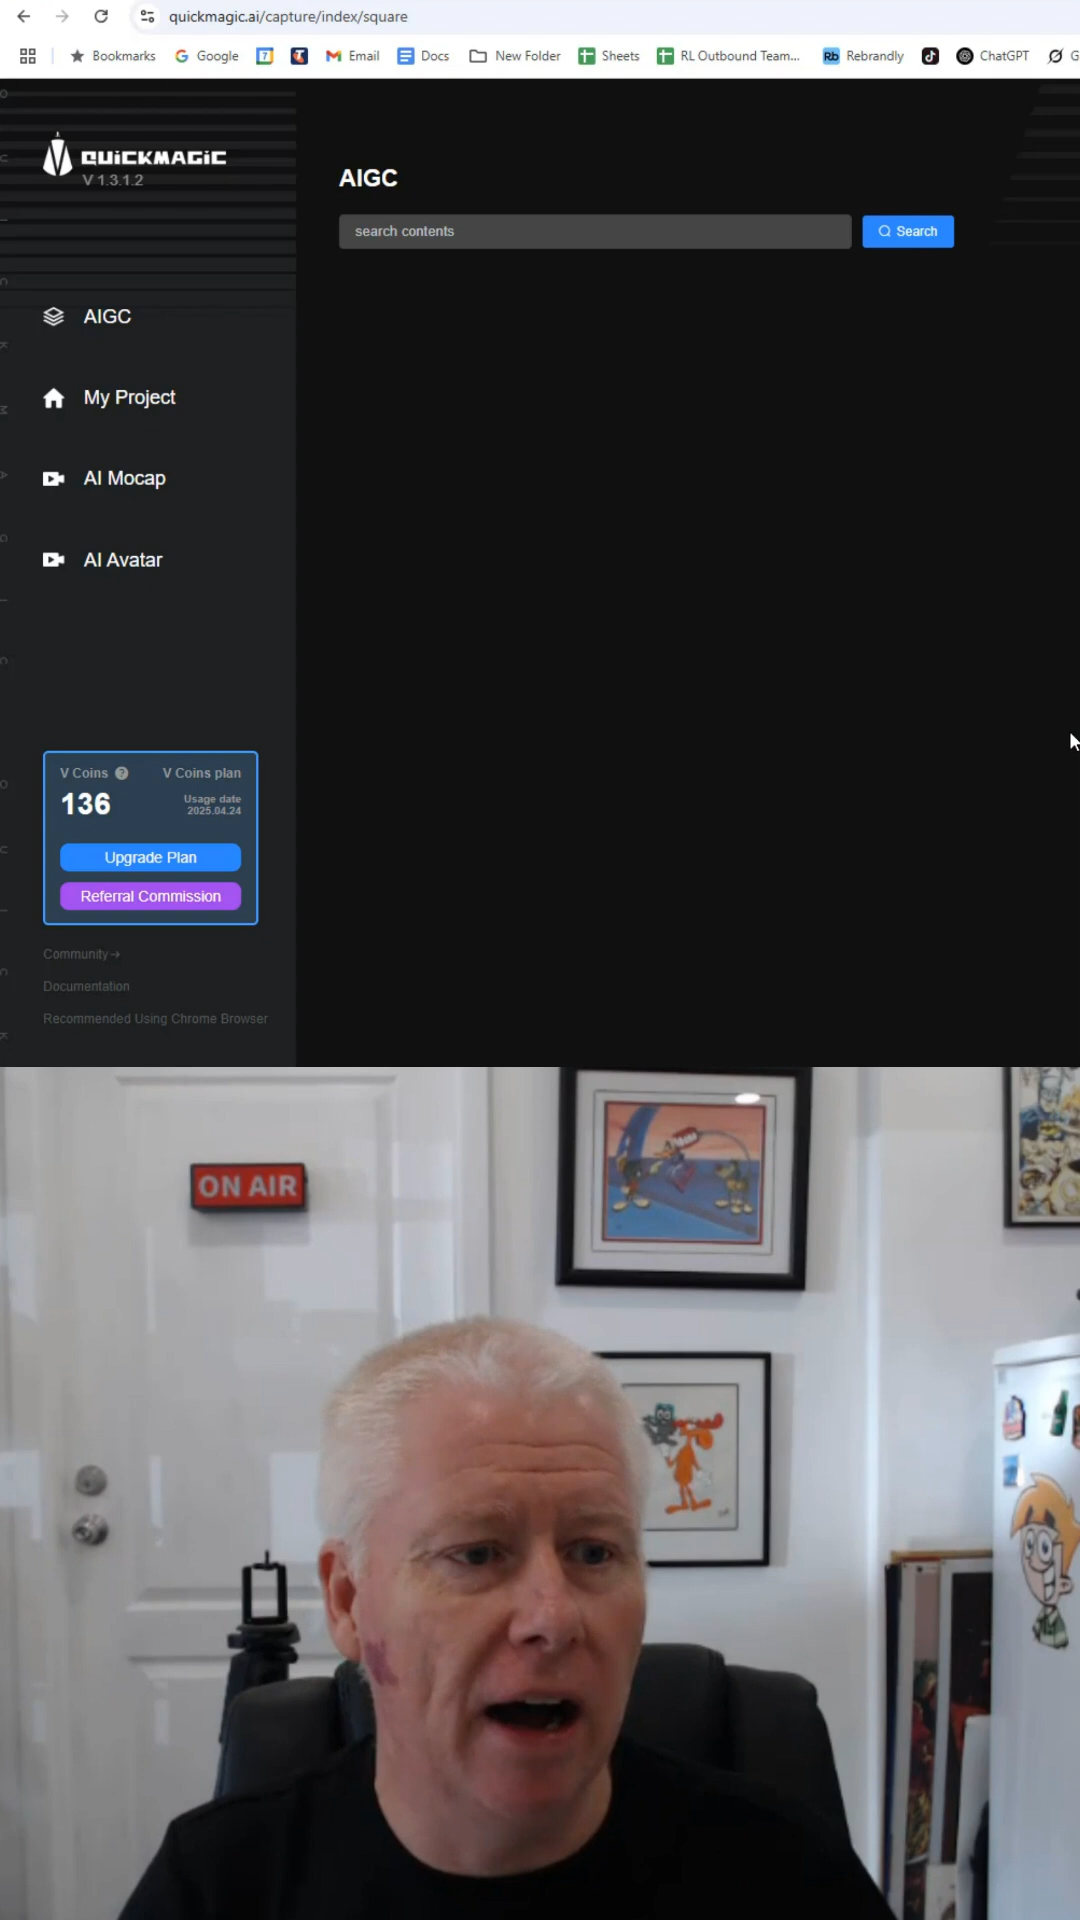 quickmagic.ai/capture/index/square
Bookmarks Google 7 Email Docs New Folder Sheets RL Outbound Team... Rb Rebrandly ChatGPT G
QUICKMAGIC
V 1.3.1.2
AIGC
search contents Search
AIGC
My Project
AI Mocap
AI Avatar
V Coins ? V Coins plan
136 Usage date
2025.04.24
Upgrade Plan
Referral Commission
Community→
Documentation
Recommended Using Chrome Browser
ON AIR